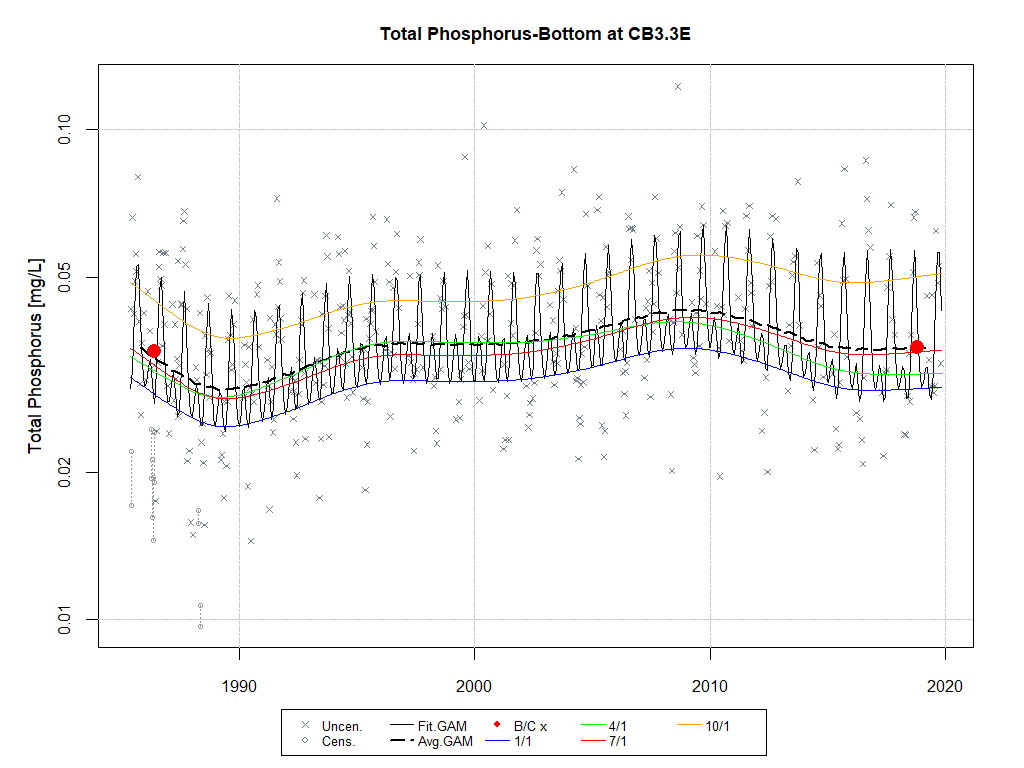 Total Phosphorus-Bottom at CB3.3E
Total Phosphorus [mg/L]
0.10
0.05
0.02
0.01
1990 2000 2010 2020
Uncen. Fit.GAM B/C x 4/1 10/1
Cens. Avg.GAM 1/1 7/1